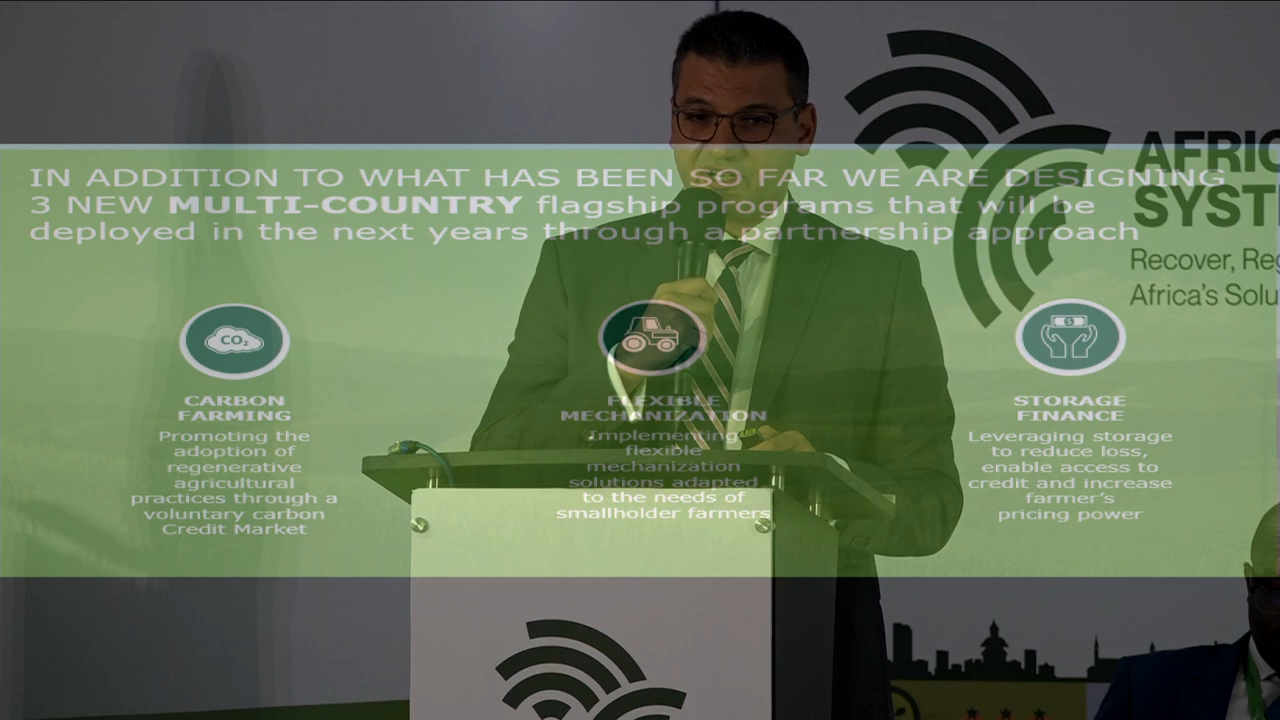 IN ADDITION TO WHAT HAS BEEN SO FAR WE ARE DESIGNING
3 NEW MULTI-COUNTRY flagship programs that will be
deployed in the next years through a partnership approach
AFRIC
SYST
Recover, Reg
Africa's Solu
CO₂
CARBON
FARMING
Promoting the
adoption of
regenerative
agricultural
practices through a
voluntary carbon
Credit Market
FLEXIBLE
MECHANIZATION
Implementing
flexible
mechanization
solutions adapted
to the needs of
smallholder farmers
$
STORAGE
FINANCE
Leveraging storage
to reduce loss,
enable access to
credit and increase
farmer's
pricing power